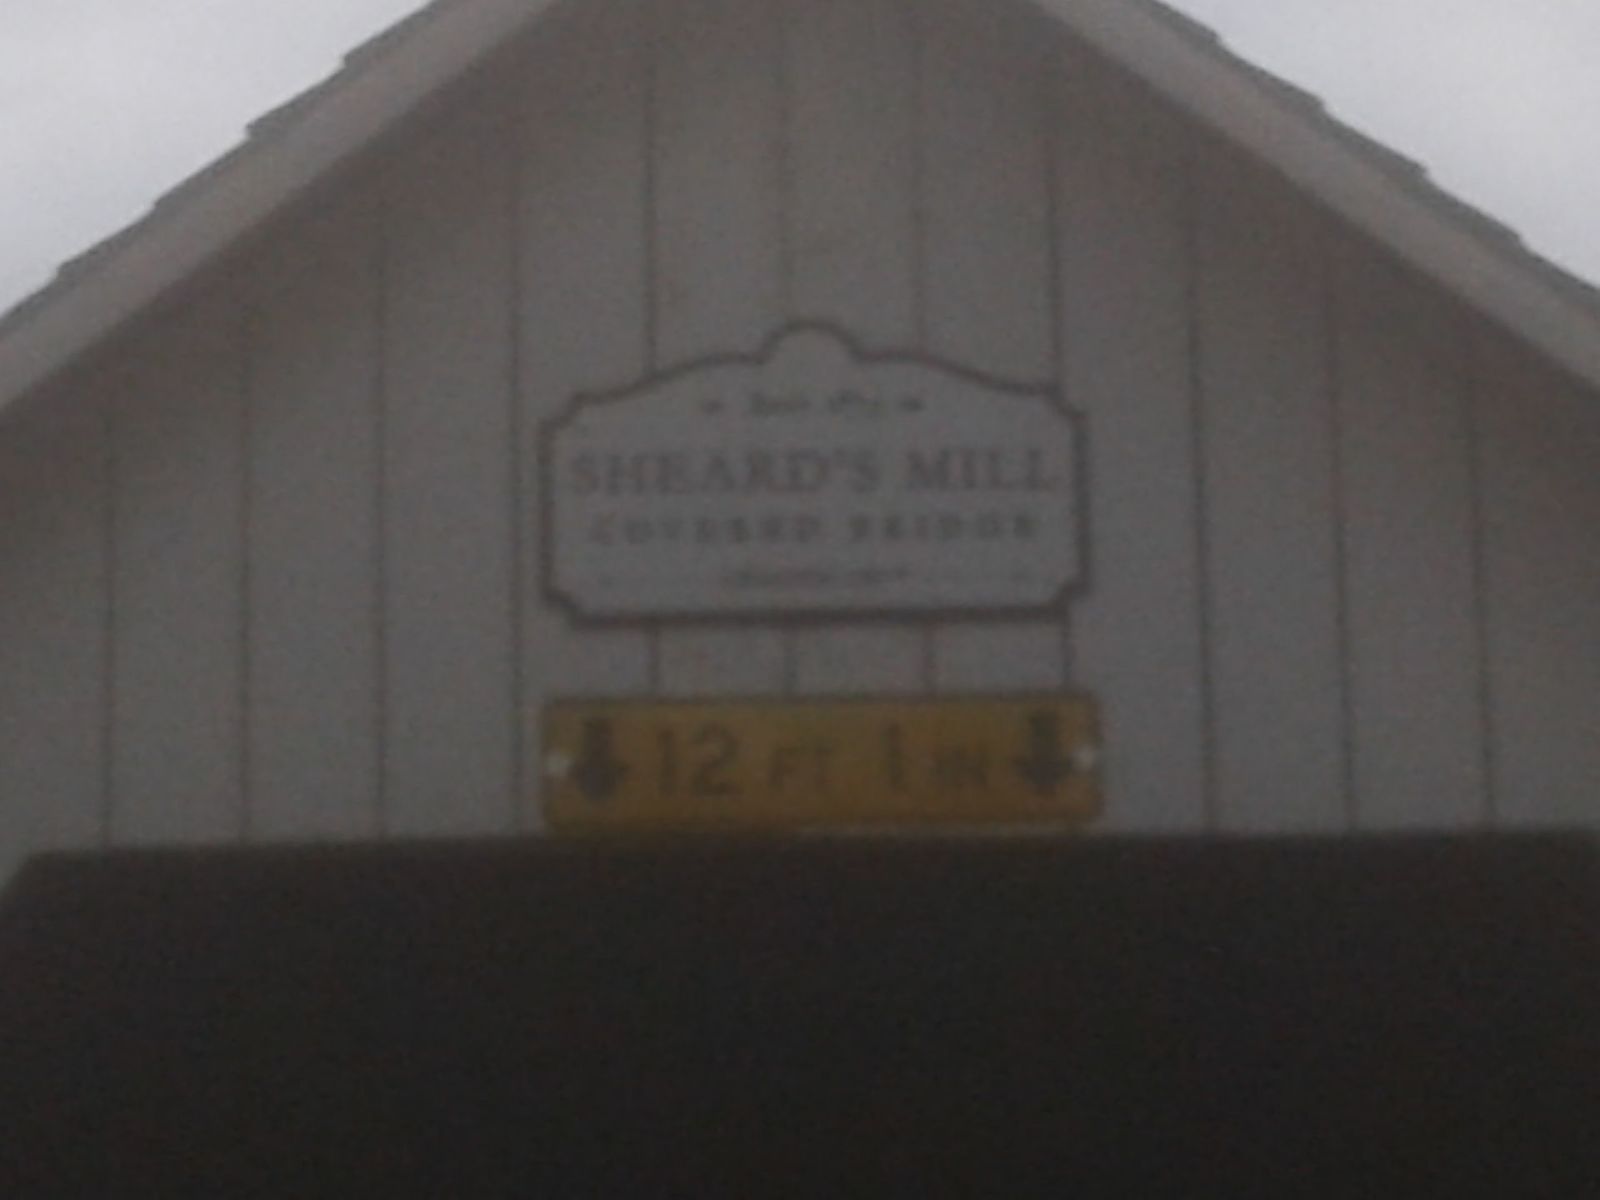 SHEARD'S MILL
COVERED BRIDGE
12 FT 1 IN